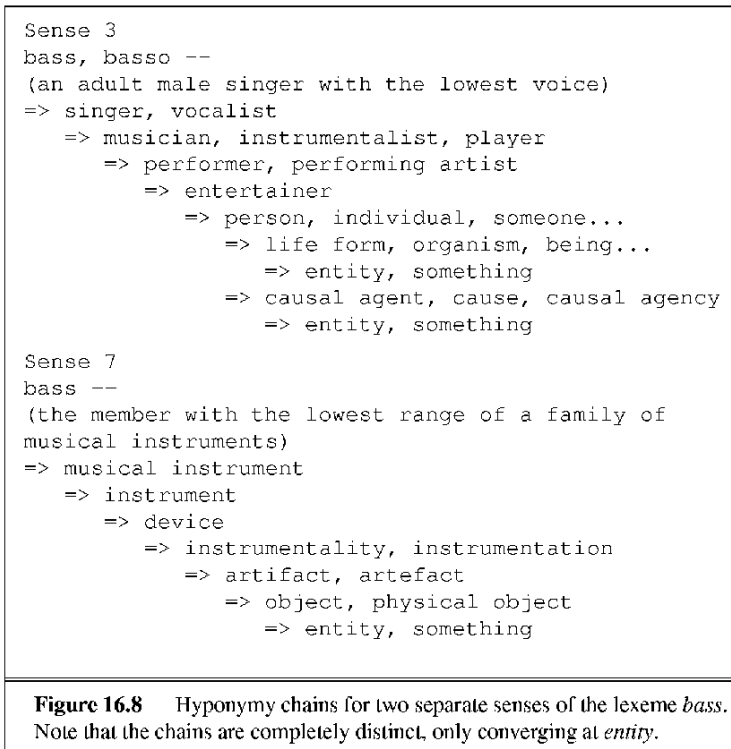 Sense 3
bass, basso --
(an adult male singer with the lowest voice)
=> singer, vocalist
=> musician, instrumentalist, player
=> performer, performing artist
=> entertainer
=> person, individual, someone...
=> life form, organism, being...
=> entity, something
=> causal agent, cause, causal agency
=> entity, something
Sense 7
bass --
(the member with the lowest range of a family of
musical instruments)
=> musical instrument
=> instrument
=> device
=> instrumentality, instrumentation
=> artifact, artefact
=> object, physical object
=> entity, something
Figure 16.8 Hyponymy chains for two separate senses of the lexeme bass.
Note that the chains are completely distinct, only converging at entity.